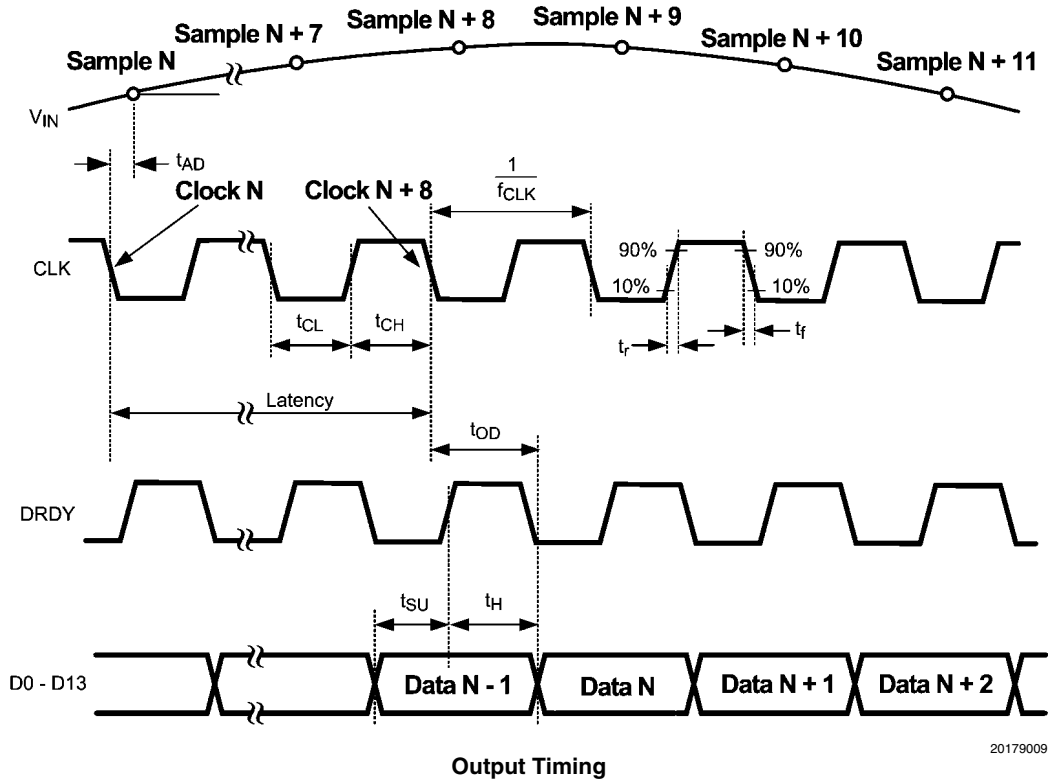 Sample N
Sample N + 7
Sample N + 8
Sample N + 9
Sample N + 10
Sample N + 11
VIN
tAD
Clock N
Clock N + 8
1
fCLK
CLK
90%
90%
10%
10%
tCL
tCH
tr
tf
Latency
tOD
DRDY
tSU
tH
D0 - D13
Data N - 1
Data N
Data N + 1
Data N + 2
20179009
Output Timing